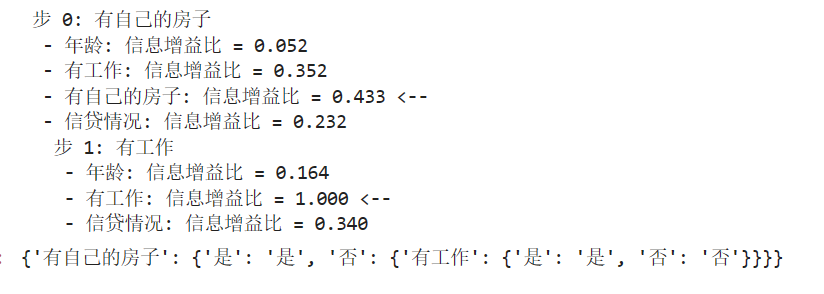 步 0: 有自己的房子
- 年龄: 信息增益比 = 0.052
- 有工作: 信息增益比 = 0.352
- 有自己的房子: 信息增益比 = 0.433 <--
- 信贷情况: 信息增益比 = 0.232
步 1: 有工作
- 年龄: 信息增益比 = 0.164
- 有工作: 信息增益比 = 1.000 <--
- 信贷情况: 信息增益比 = 0.340
: {'有自己的房子': {'是': '是', '否': {'有工作': {'是': '是', '否': '否'}}}}